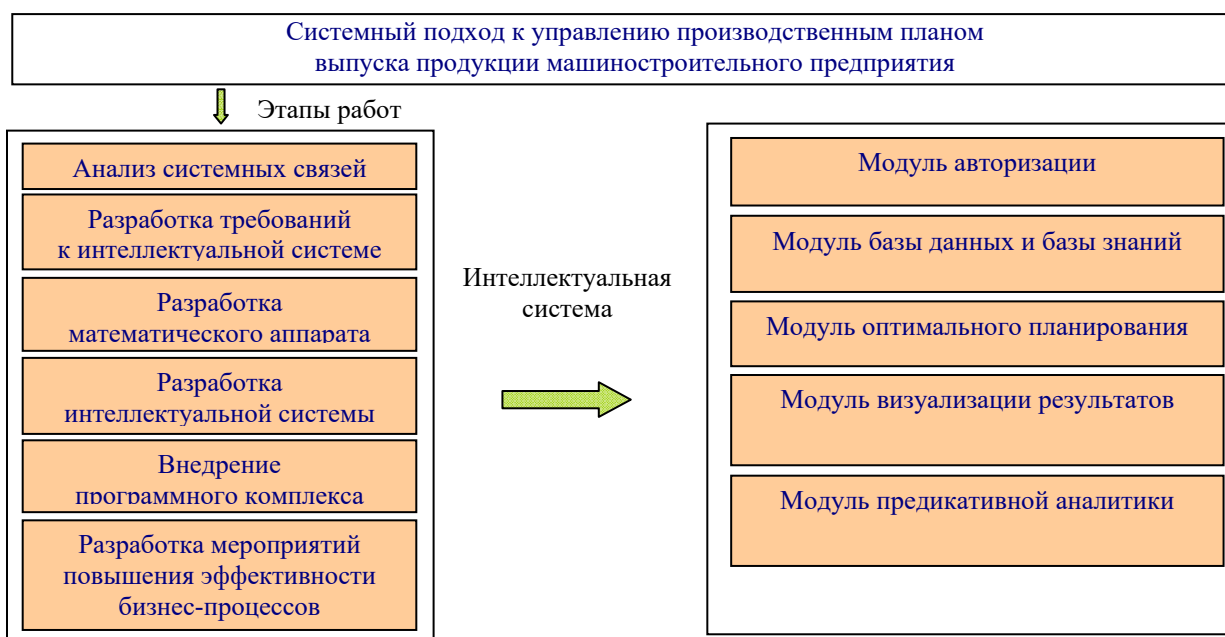 Системный подход к управлению производственным планом
выпуска продукции машиностроительного предприятия
Этапы работ
Анализ системных связей
Разработка требований
к интеллектуальной системе
Разработка
математического аппарата
Разработка
интеллектуальной системы
Внедрение
программного комплекса
Разработка мероприятий
повышения эффективности
бизнес-процессов
Интеллектуальная
система
Модуль авторизации
Модуль базы данных и базы знаний
Модуль оптимального планирования
Модуль визуализации результатов
Модуль предикативной аналитики